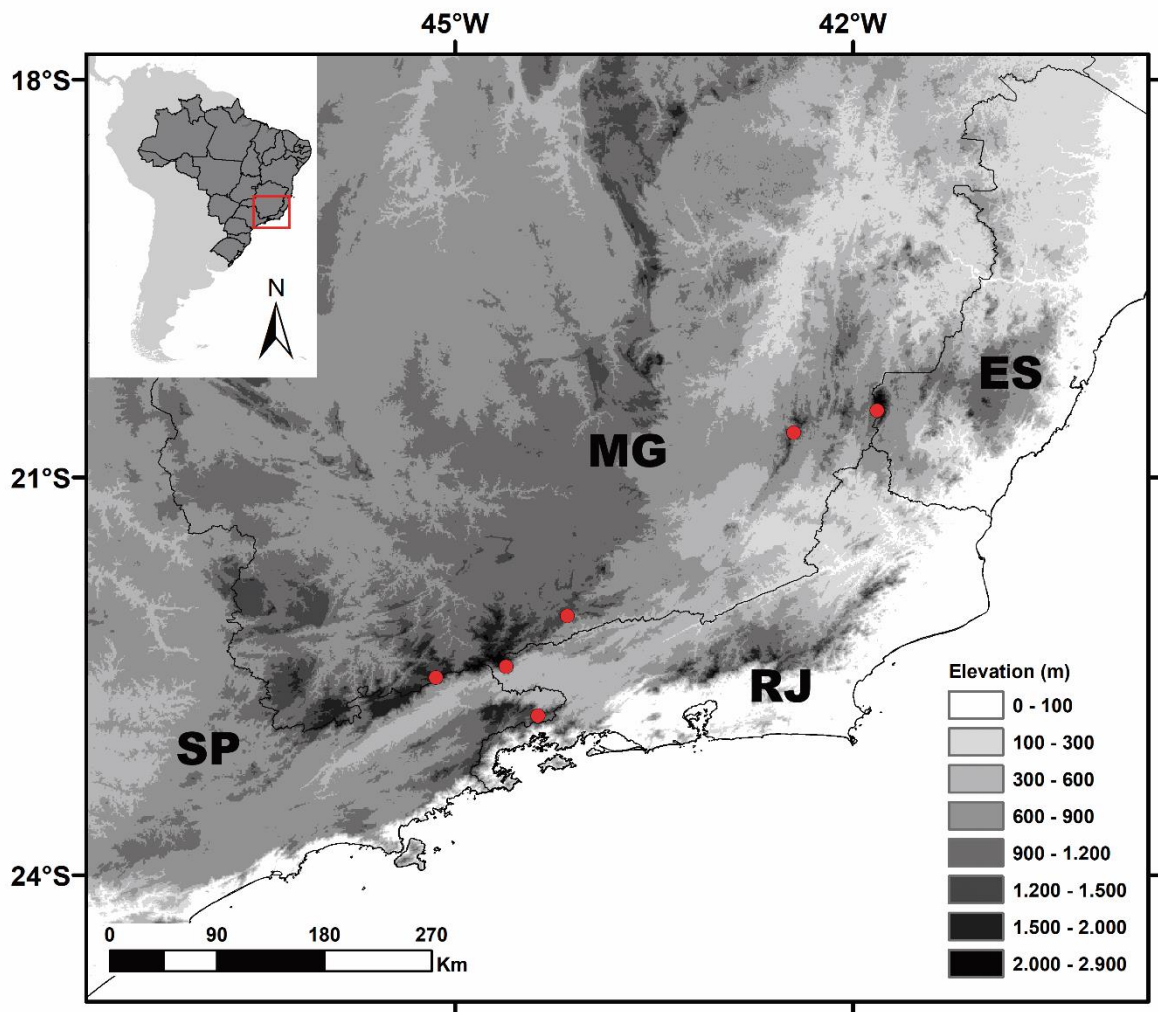 45°W
42°W
18°S
N
ES
MG
21°S
RJ
SP
24°S
Elevation (m)
0 - 100
100 - 300
300 - 600
600 - 900
900 - 1.200
1.200 - 1.500
1.500 - 2.000
2.000 - 2.900
0 90 180 270
Km